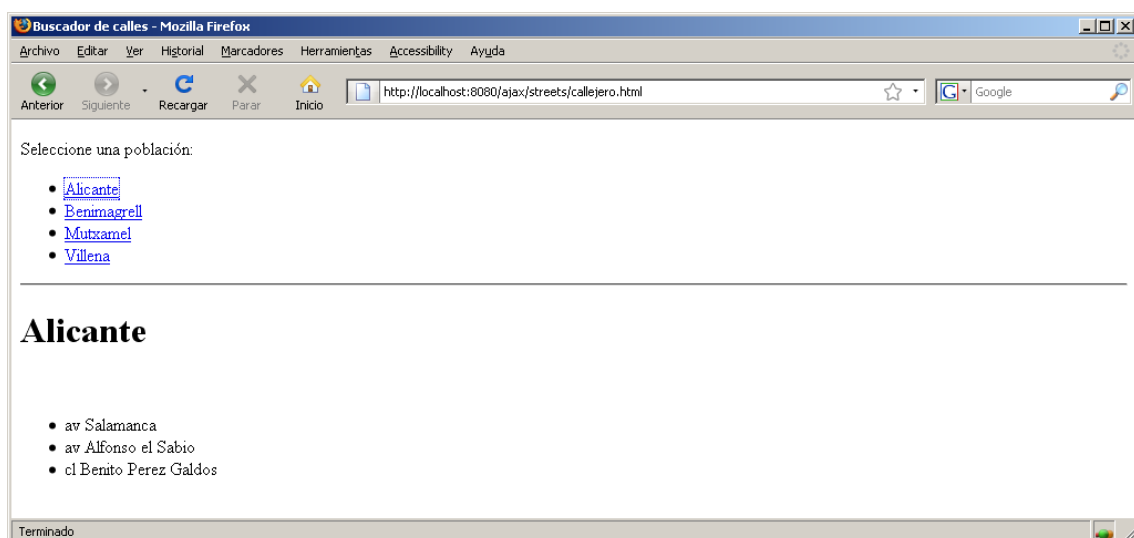 Buscador de calles - Mozilla Firefox
Archivo Editar Ver Historial Marcadores Herramientas Accessibility Ayuda
Anterior Siguiente Recargar Parar Inicio http://localhost:8080/ajax/streets/callejero.html G Google
Seleccione una población:
Alicante
Benimagrell
Mutxamel
Villena
Alicante
av Salamanca
av Alfonso el Sabio
cl Benito Perez Galdos
Terminado